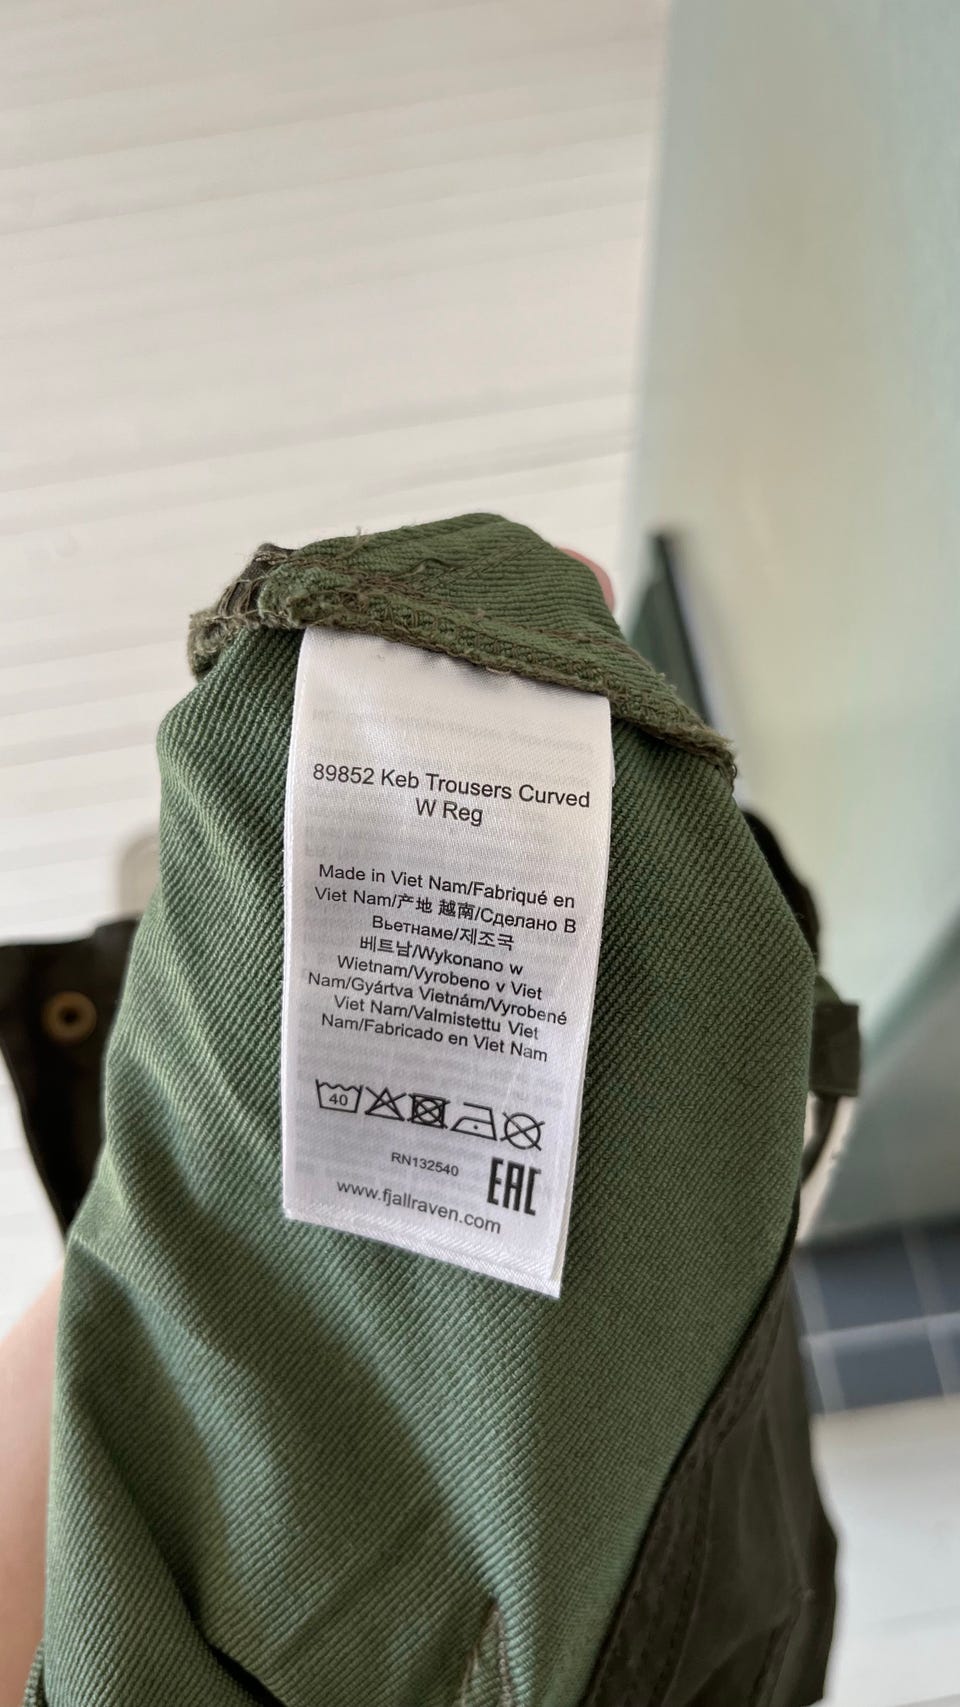 89852 Keb Trousers Curved
W Reg
Made in Viet Nam/Fabriqué en
Viet Nam/产地 越南/Сделано В
Вьетнаме/제조국
베트남/Wykonano w
Wietnam/Vyrobeno v Viet
Nam/Gyártva Vietnám/Vyrobené
Viet Nam/Valmistettu Viet
Nam/Fabricado en Viet Nam
40
RN132540
EAC
www.fjallraven.com